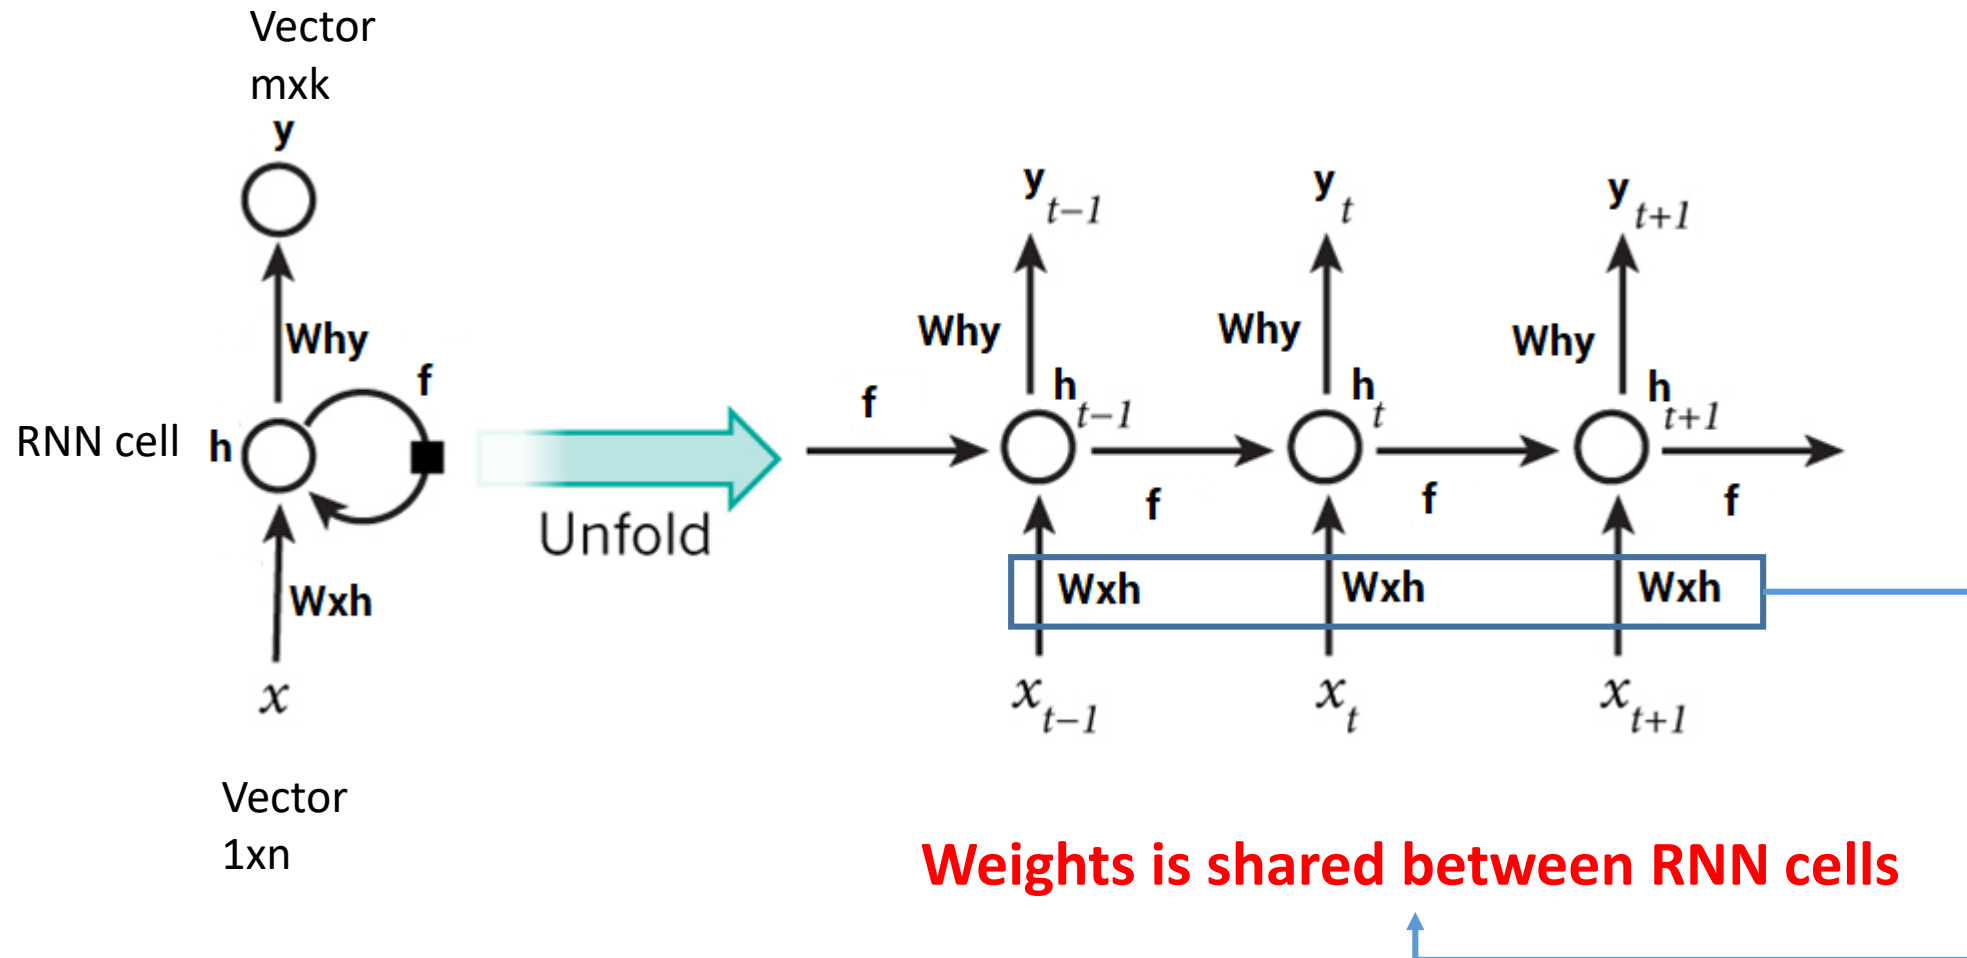 Vector
mxk
y
Why
f
RNN cell
h
Wxh
x
Vector
1xn
Unfold
y t−1
y t
y t+1
Why
Why
Why
f
h t−1
h t
h t+1
f
f
f
Wxh
Wxh
Wxh
x t−1
x t
x t+1
Weights is shared between RNN cells